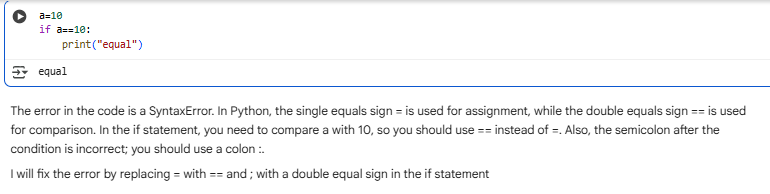 a=10
if a==10:
    print("equal")
equal
The error in the code is a SyntaxError. In Python, the single equals sign = is used for assignment, while the double equals sign == is used
for comparison. In the if statement, you need to compare a with 10, so you should use == instead of =. Also, the semicolon after the
condition is incorrect; you should use a colon :.
I will fix the error by replacing = with == and ; with a double equal sign in the if statement